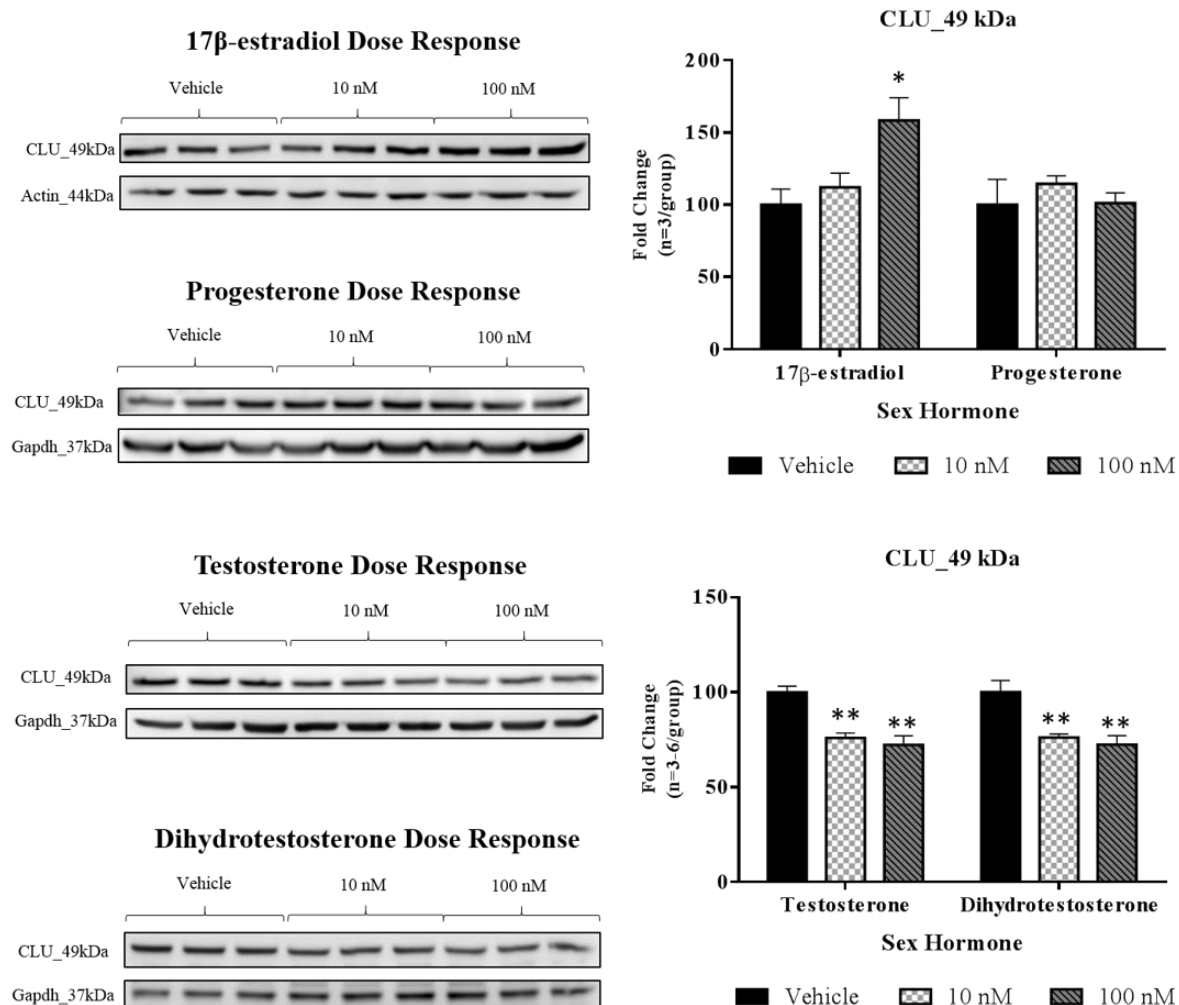 17β-estradiol Dose Response
Vehicle 10 nM 100 nM
CLU_49kDa
Actin_44kDa
Progesterone Dose Response
Vehicle 10 nM 100 nM
CLU_49kDa
Gapdh_37kDa
Testosterone Dose Response
Vehicle 10 nM 100 nM
CLU_49kDa
Gapdh_37kDa
Dihydrotestosterone Dose Response
Vehicle 10 nM 100 nM
CLU_49kDa
Gapdh_37kDa
CLU_49 kDa
Fold Change
(n=3/group)
200
150
100
50
0
*
17β-estradiol Progesterone
Sex Hormone
Vehicle 10 nM 100 nM
CLU_49 kDa
Fold Change
(n=3-6/group)
150
100
50
0
** ** ** **
Testosterone Dihydrotestosterone
Sex Hormone
Vehicle 10 nM 100 nM